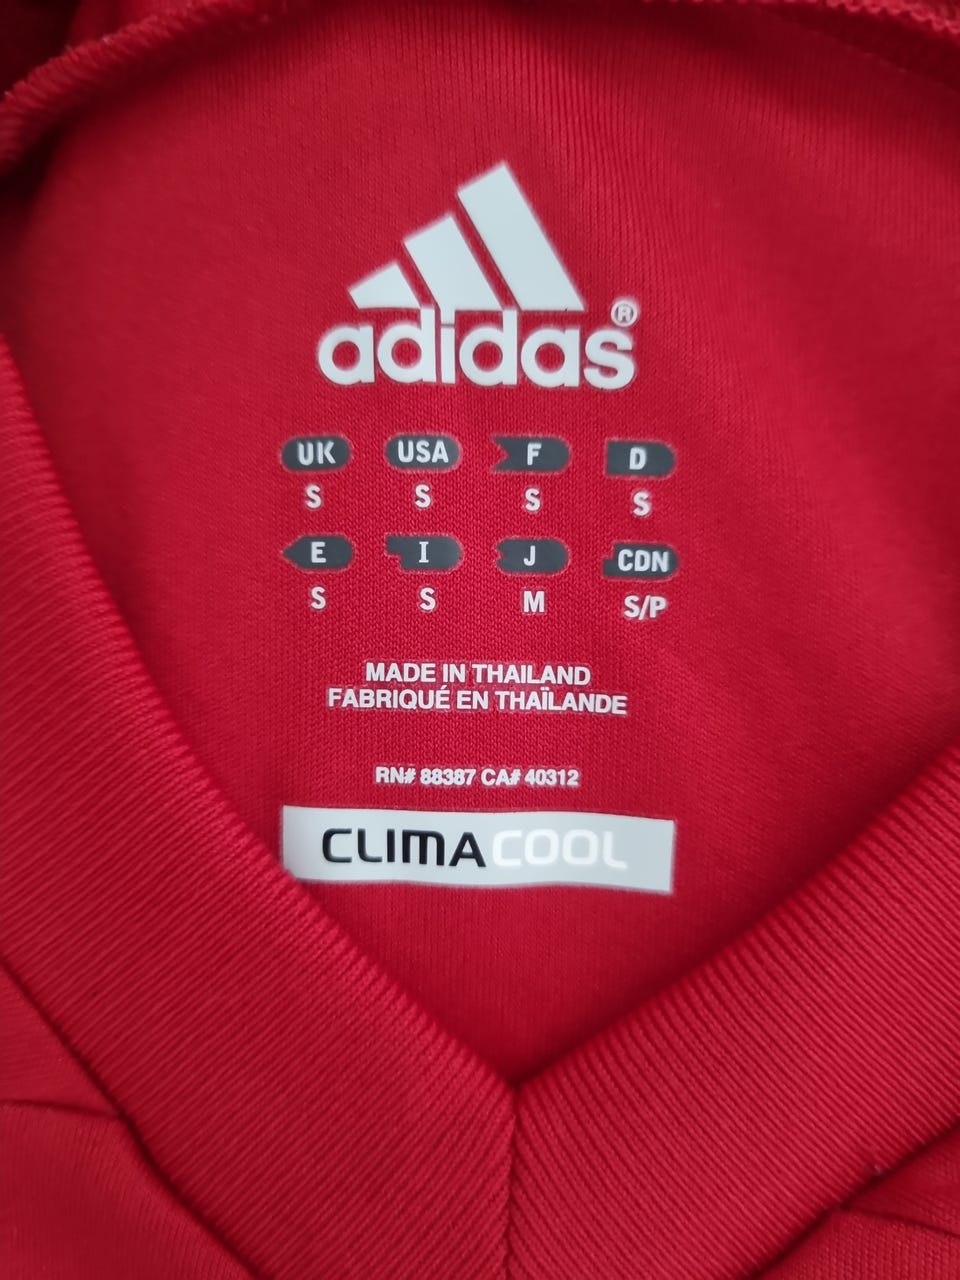 adidas®
UK USA F D
S S S S
E I J CDN
S S M S/P
MADE IN THAILAND
FABRIQUÉ EN THAÏLANDE
RN# 88387 CA# 40312
CLIMACOOL